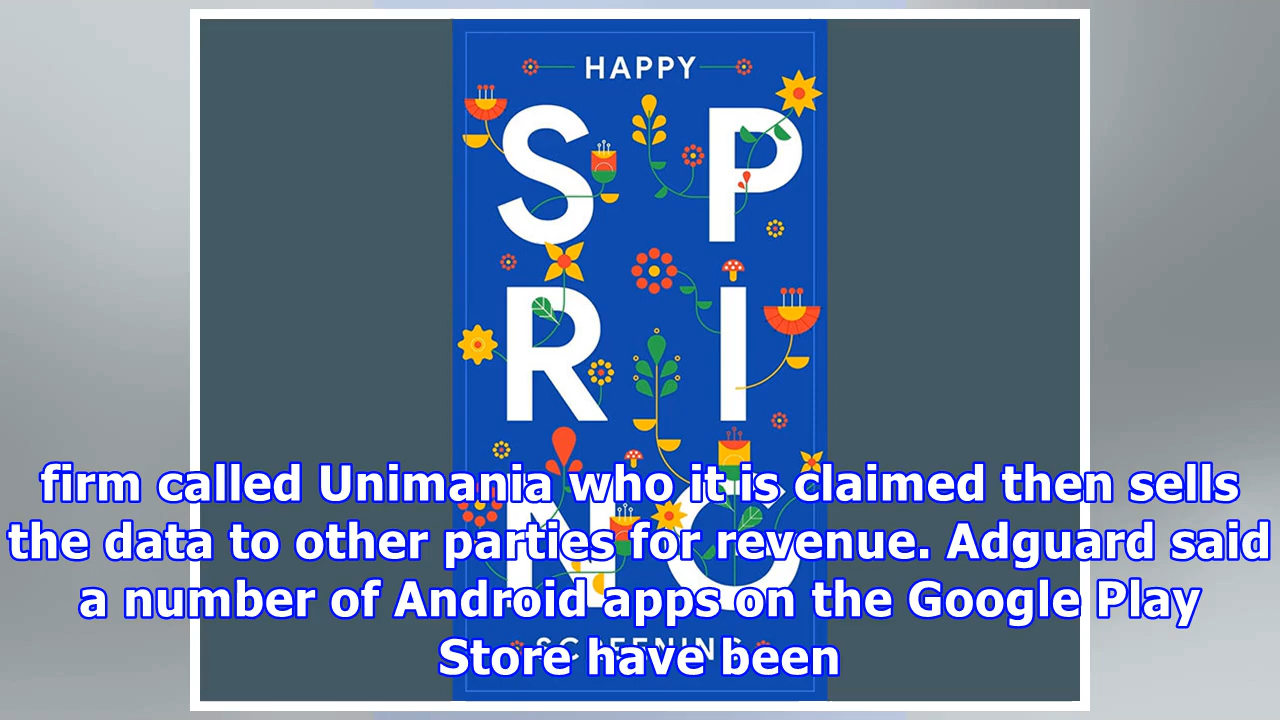 HAPPY
S P
R I
N G
SCREENING
firm called Unimania who it is claimed then sells
the data to other parties for revenue. Adguard said
a number of Android apps on the Google Play
Store have been